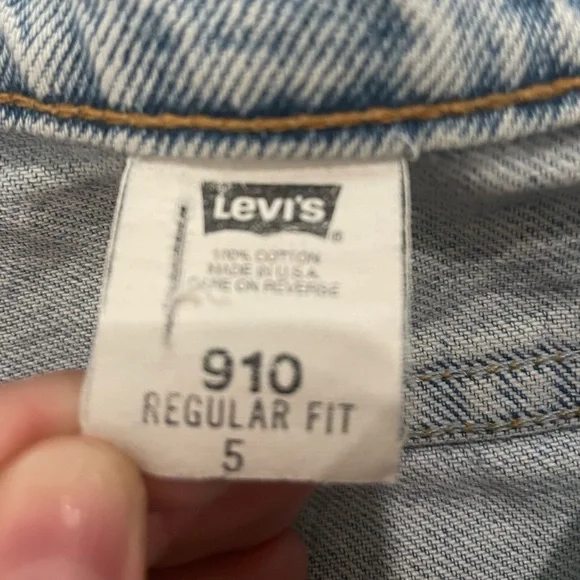 Levi's
®
100% COTTON
MADE IN U.S.A.
CARE ON REVERSE
910
REGULAR FIT
5